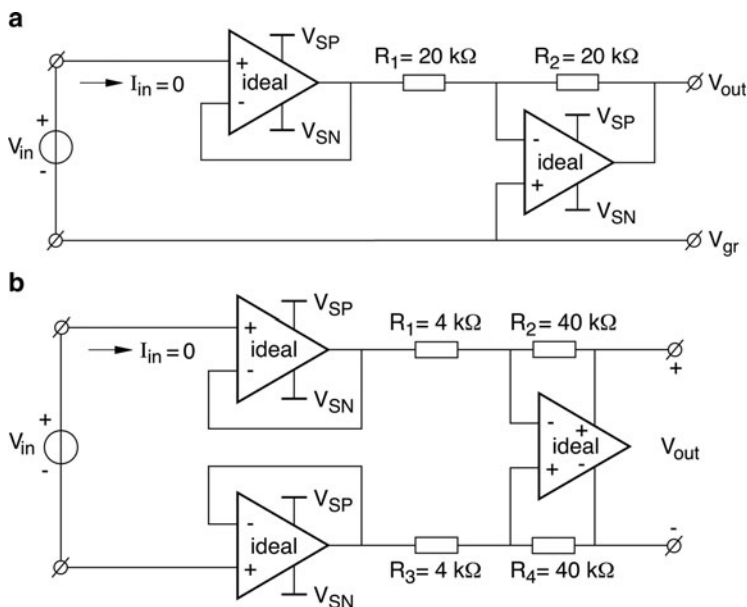 a
V_SP
R_1 = 20 kΩ
R_2 = 20 kΩ
+
ideal
-
I_in = 0
V_SN
V_out
+
V_in
-
V_SP
-
ideal
+
V_SN
V_gr
b
V_SP
R_1 = 4 kΩ
R_2 = 40 kΩ
+
ideal
-
I_in = 0
V_SN
+
+
V_in
-
-
+
ideal
+
-
V_out
V_SP
-
ideal
+
V_SN
R_3 = 4 kΩ
R_4 = 40 kΩ
-